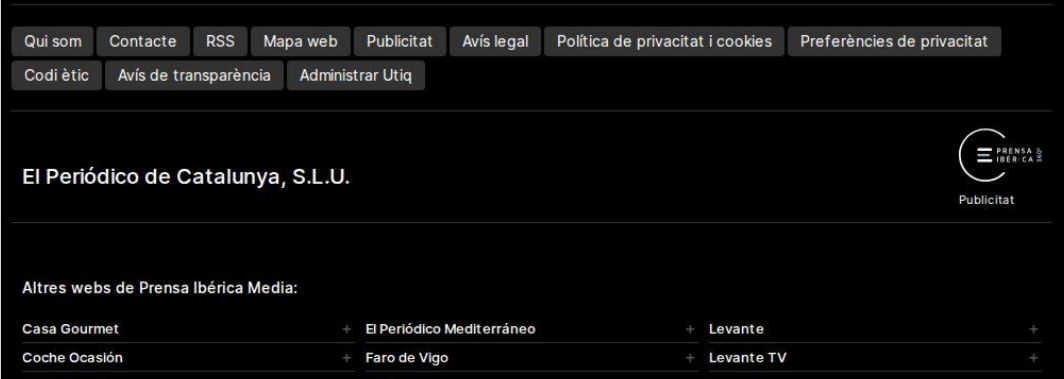 Qui som Contacte RSS Mapa web Publicitat Avís legal Política de privacitat i cookies Preferències de privacitat
Codi ètic Avís de transparència Administrar Utiq
PRENSA
IBÉRICA 360º
El Periódico de Catalunya, S.L.U.
Publicitat
Altres webs de Prensa Ibérica Media:
Casa Gourmet + El Periódico Mediterráneo + Levante +
Coche Ocasión + Faro de Vigo + Levante TV +